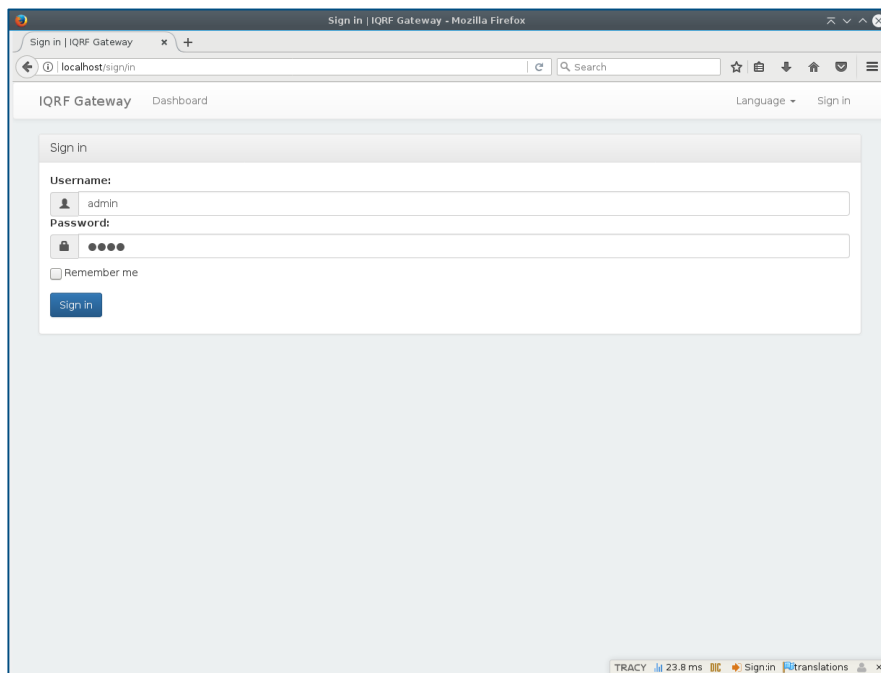 Sign in | IQRF Gateway - Mozilla Firefox
Sign in | IQRF Gateway
localhost/sign/in
Search
IQRF Gateway Dashboard Language Sign in
Sign in
Username:
admin
Password:
Remember me
Sign in
TRACY 23.8 ms DIC Sign:in translations